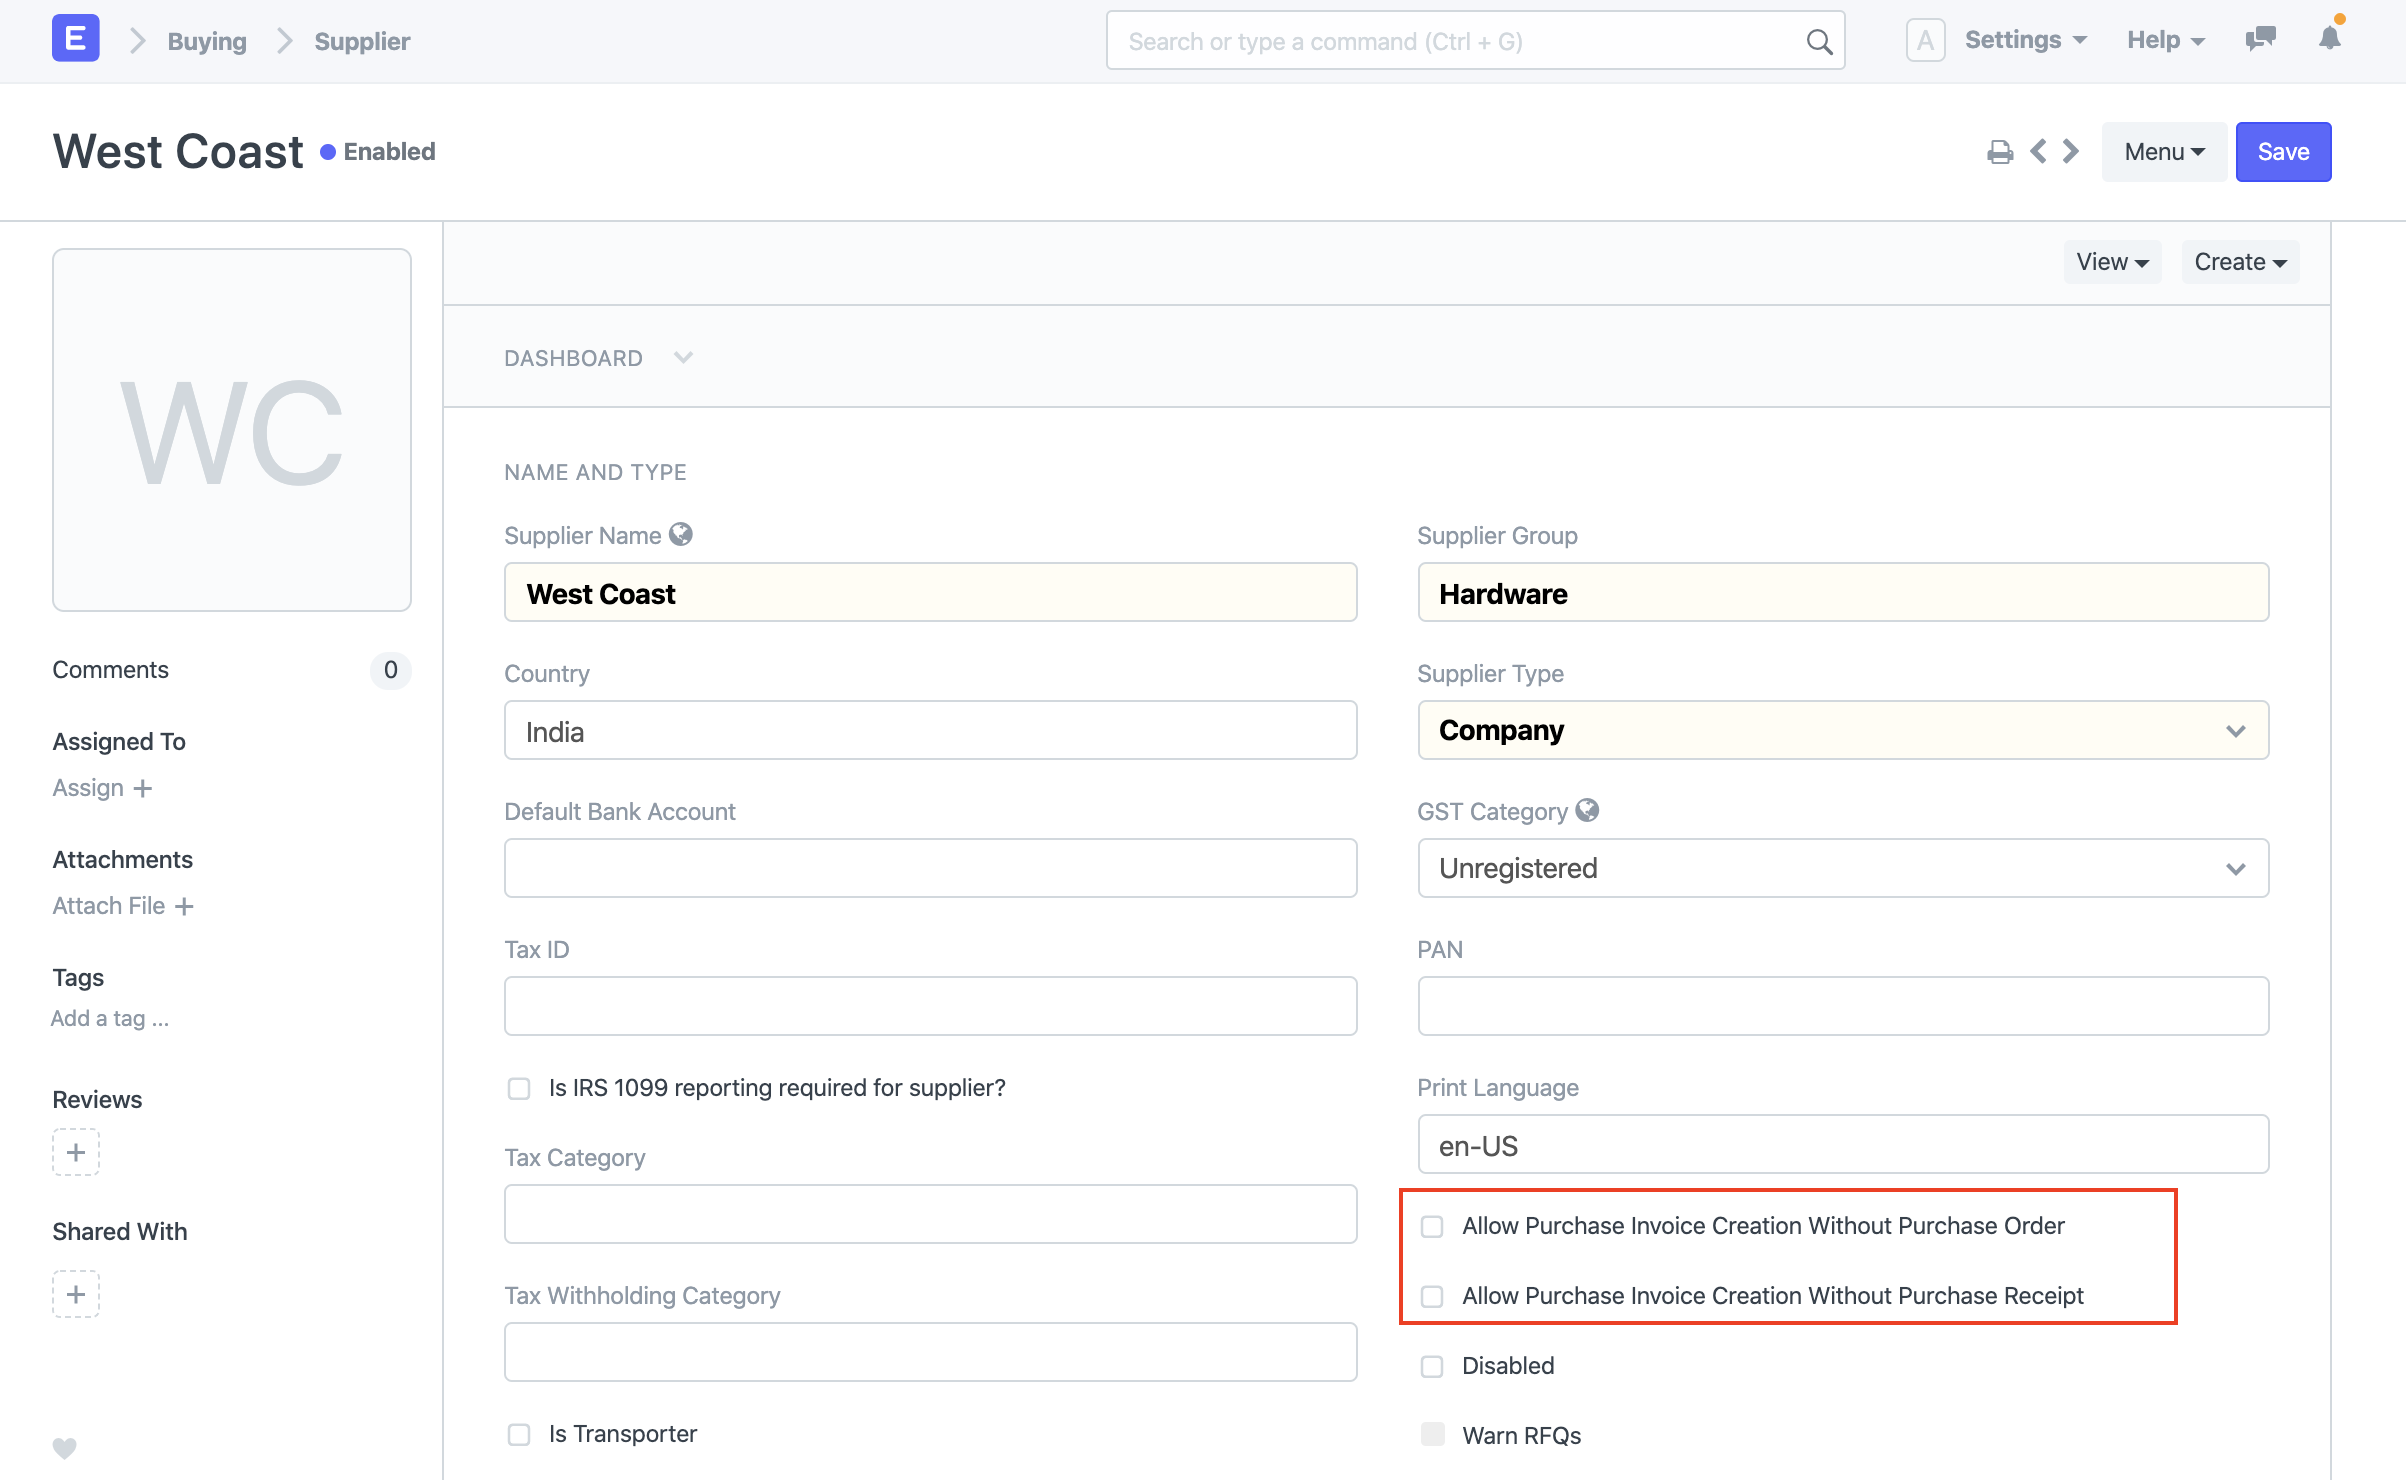 E
Buying
Supplier
Search or type a command (Ctrl + G)
A
Settings
Help
West Coast
Enabled
Menu
Save
WC
Comments
0
Assigned To
Assign +
Attachments
Attach File +
Tags
Add a tag ...
Reviews
+
Shared With
+
View
Create
DASHBOARD
NAME AND TYPE
Supplier Name
West Coast
Country
India
Default Bank Account
Tax ID
Is IRS 1099 reporting required for supplier?
Tax Category
Tax Withholding Category
Is Transporter
Supplier Group
Hardware
Supplier Type
Company
GST Category
Unregistered
PAN
Print Language
en-US
Allow Purchase Invoice Creation Without Purchase Order
Allow Purchase Invoice Creation Without Purchase Receipt
Disabled
Warn RFQs